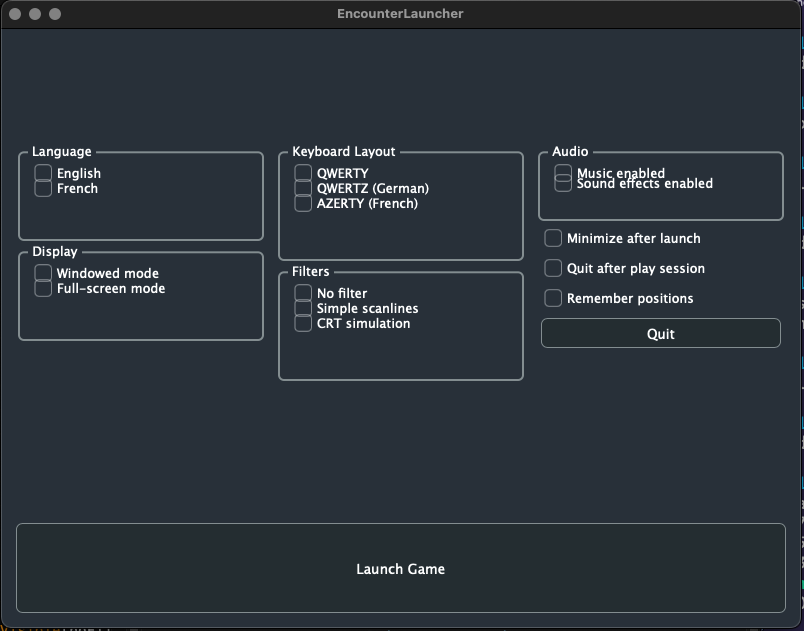 EncounterLauncher
Language
English
French
Display
Windowed mode
Full-screen mode
Keyboard Layout
QWERTY
QWERTZ (German)
AZERTY (French)
Filters
No filter
Simple scanlines
CRT simulation
Audio
Music enabled
Sound effects enabled
Minimize after launch
Quit after play session
Remember positions
Quit
Launch Game